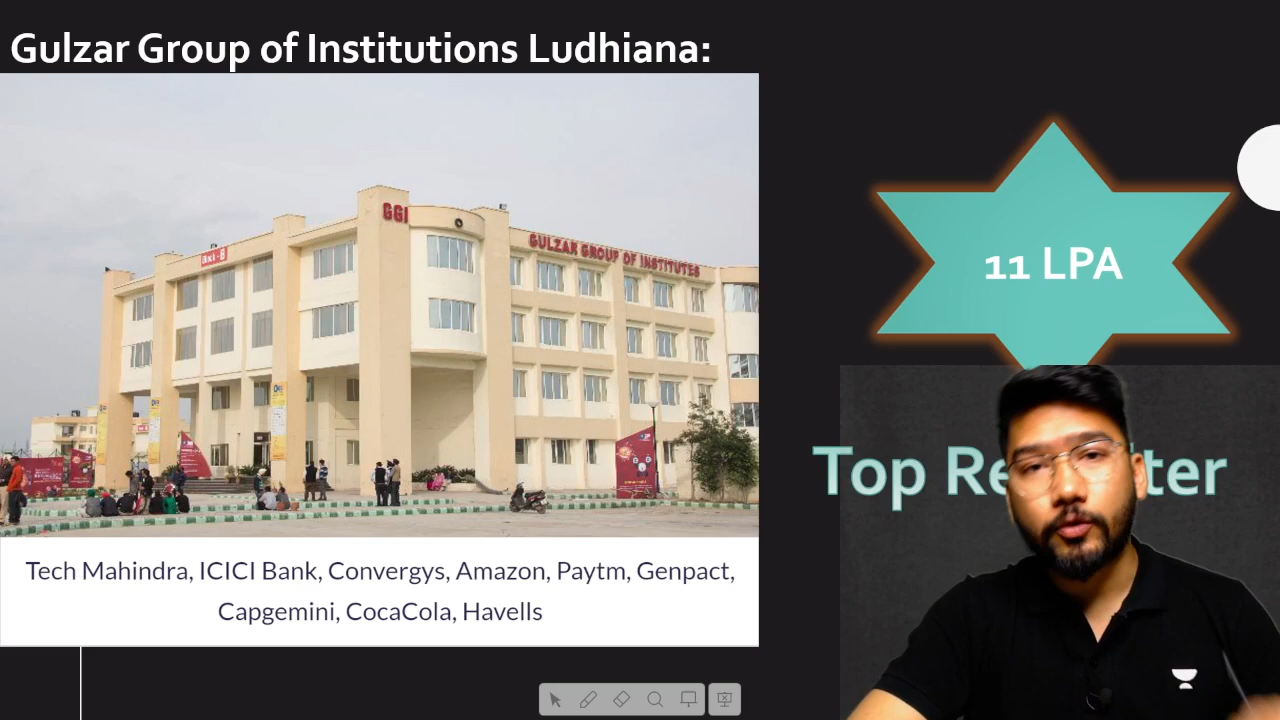 Gulzar Group of Institutions Ludhiana:
GGI
GULZAR GROUP OF INSTITUTES
11 LPA
Top Re
ter
Tech Mahindra, ICICI Bank, Convergys, Amazon, Paytm, Genpact,
Capgemini, CocaCola, Havells